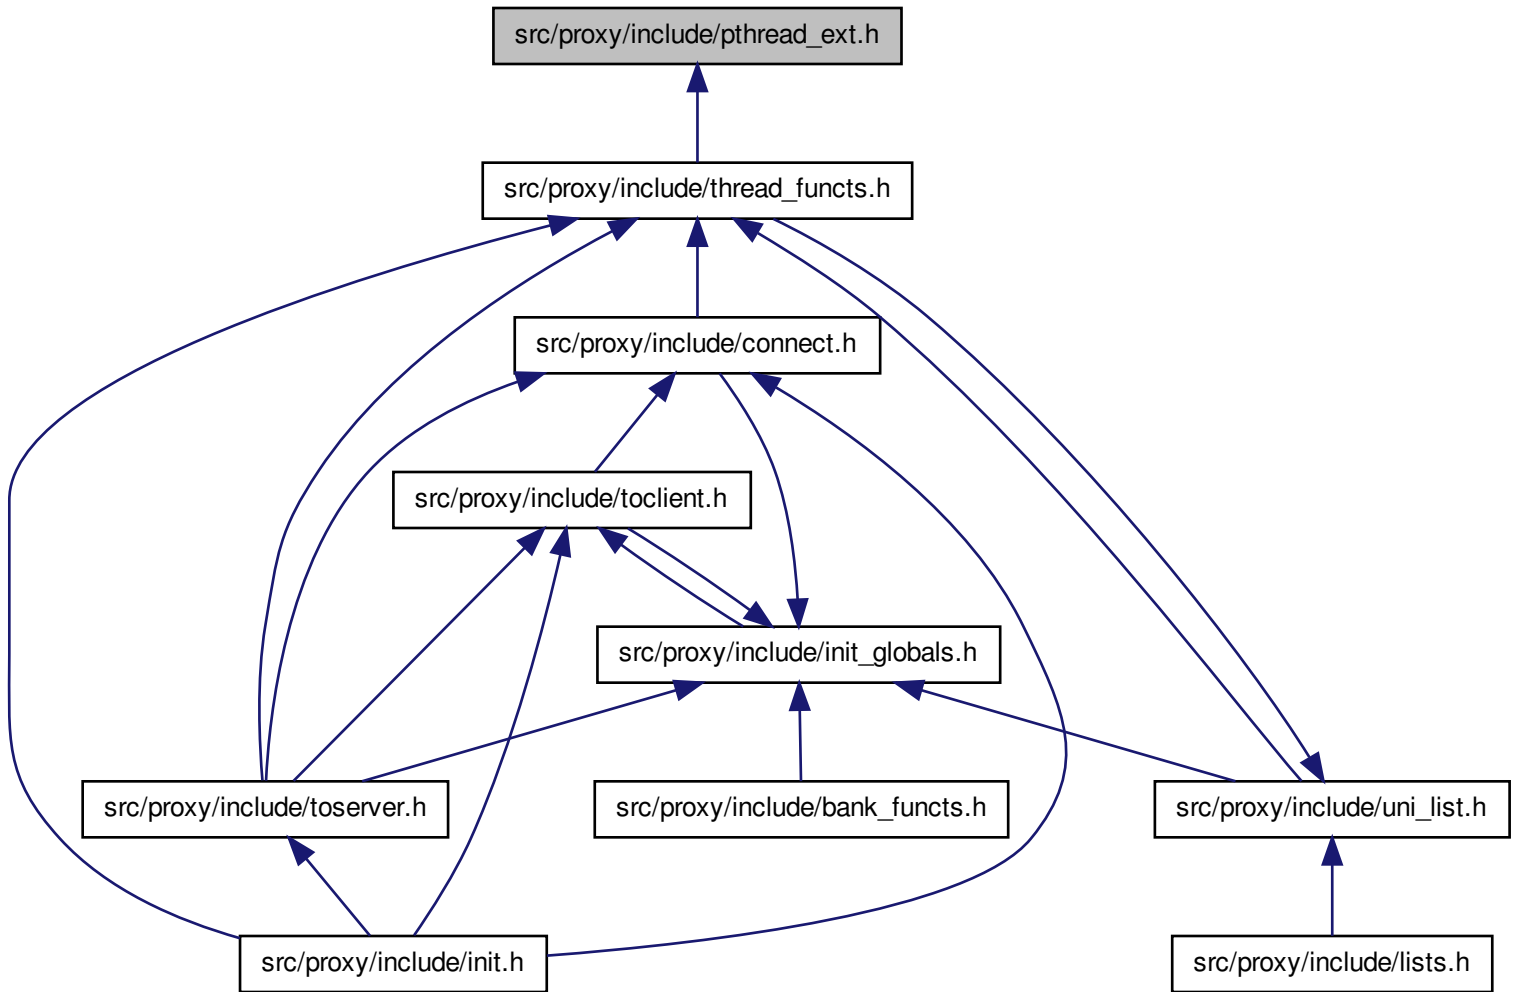 src/proxy/include/pthread_ext.h
src/proxy/include/thread_functs.h
src/proxy/include/connect.h
src/proxy/include/toclient.h
src/proxy/include/init_globals.h
src/proxy/include/toserver.h
src/proxy/include/bank_functs.h
src/proxy/include/uni_list.h
src/proxy/include/init.h
src/proxy/include/lists.h